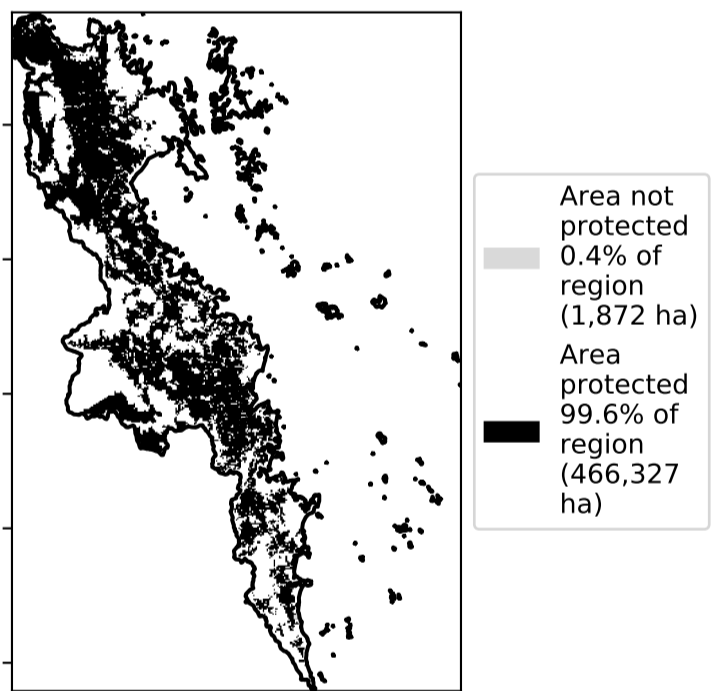 Area not
protected
0.4% of
region
(1,872 ha)
Area
protected
99.6% of
region
(466,327
ha)